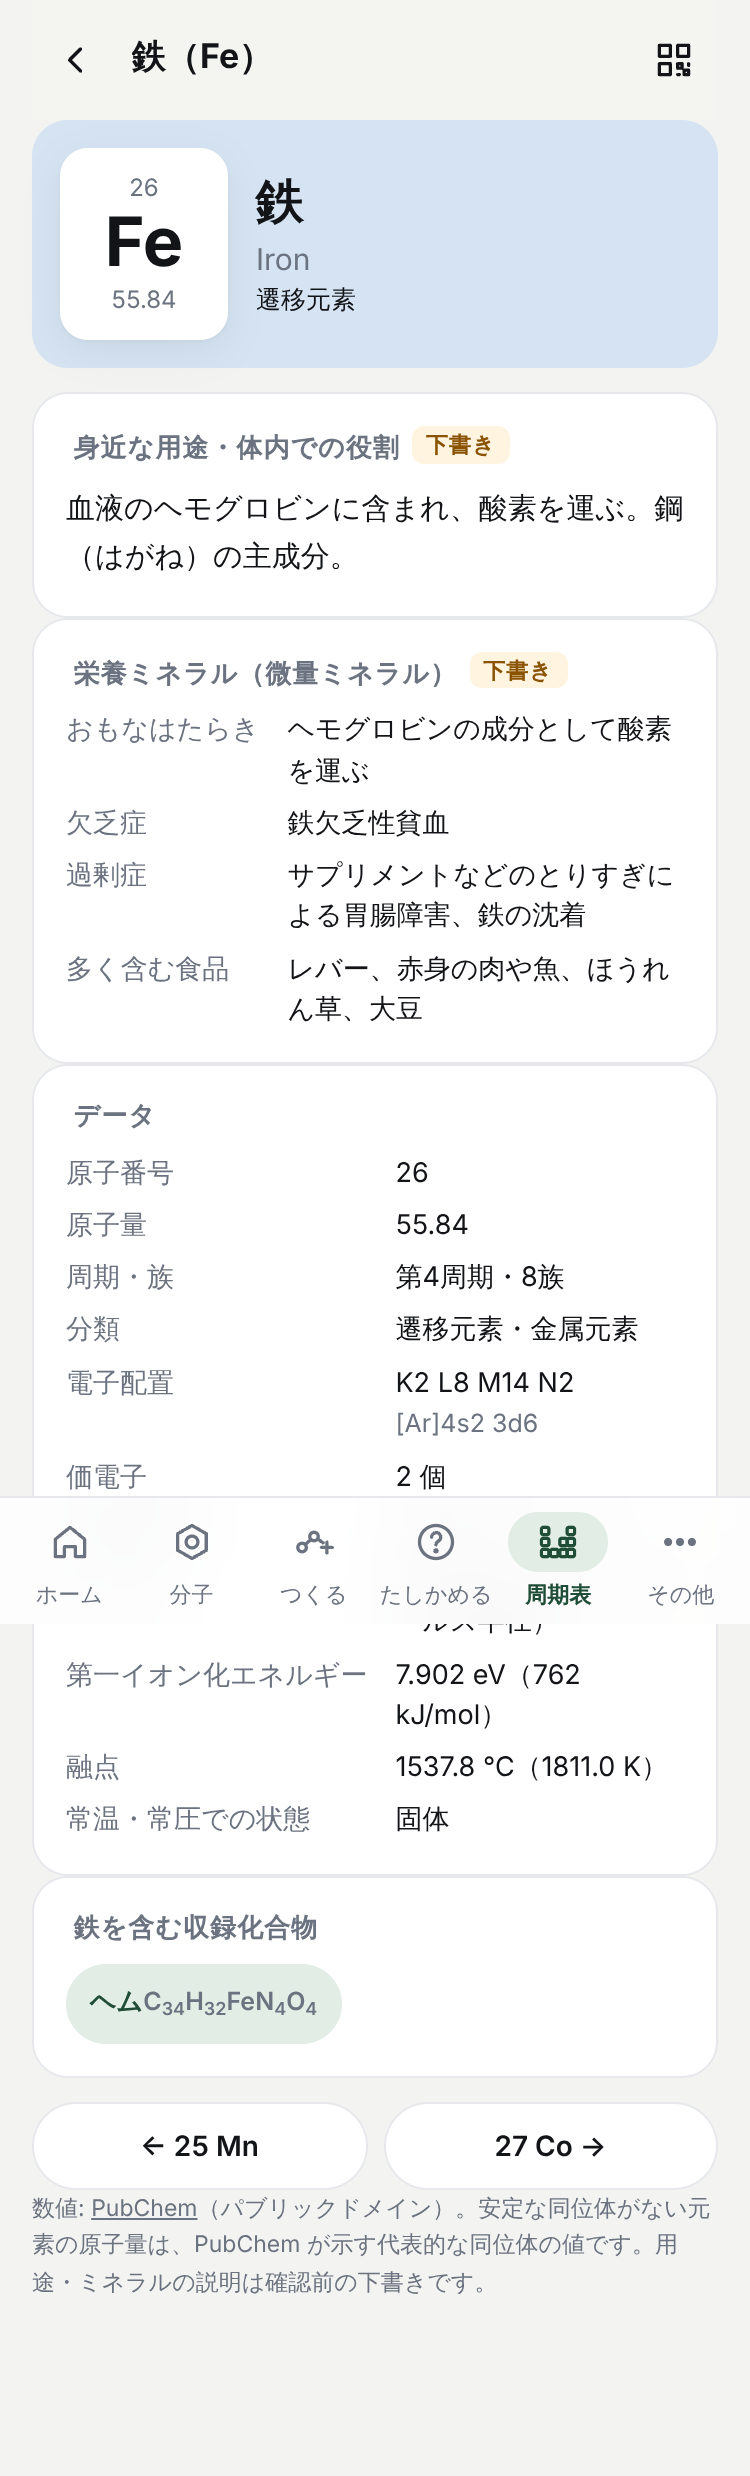 鉄（Fe）
26
Fe
55.84
鉄
Iron
遷移元素
身近な用途・体内での役割 下書き
血液のヘモグロビンに含まれ、酸素を運ぶ。鋼
（はがね）の主成分。
栄養ミネラル（微量ミネラル） 下書き
おもなはたらき ヘモグロビンの成分として酸素
を運ぶ
欠乏症 鉄欠乏性貧血
過剰症 サプリメントなどのとりすぎに
よる胃腸障害、鉄の沈着
多く含む食品 レバー、赤身の肉や魚、ほうれ
ん草、大豆
データ
原子番号 26
原子量 55.84
周期・族 第4周期・8族
分類 遷移元素・金属元素
電子配置 K2 L8 M14 N2
[Ar]4s2 3d6
価電子 2 個
ホーム 分子 つくる たしかめる 周期表 その他
第一イオン化エネルギー 7.902 eV（762
kJ/mol）
融点 1537.8 °C（1811.0 K）
常温・常圧での状態 固体
鉄を含む収録化合物
ヘムC₃₄H₃₂FeN₄O₄
← 25 Mn 27 Co →
数値: PubChem（パブリックドメイン）。安定な同位体がない元
素の原子量は、PubChem が示す代表的な同位体の値です。用
途・ミネラルの説明は確認前の下書きです。